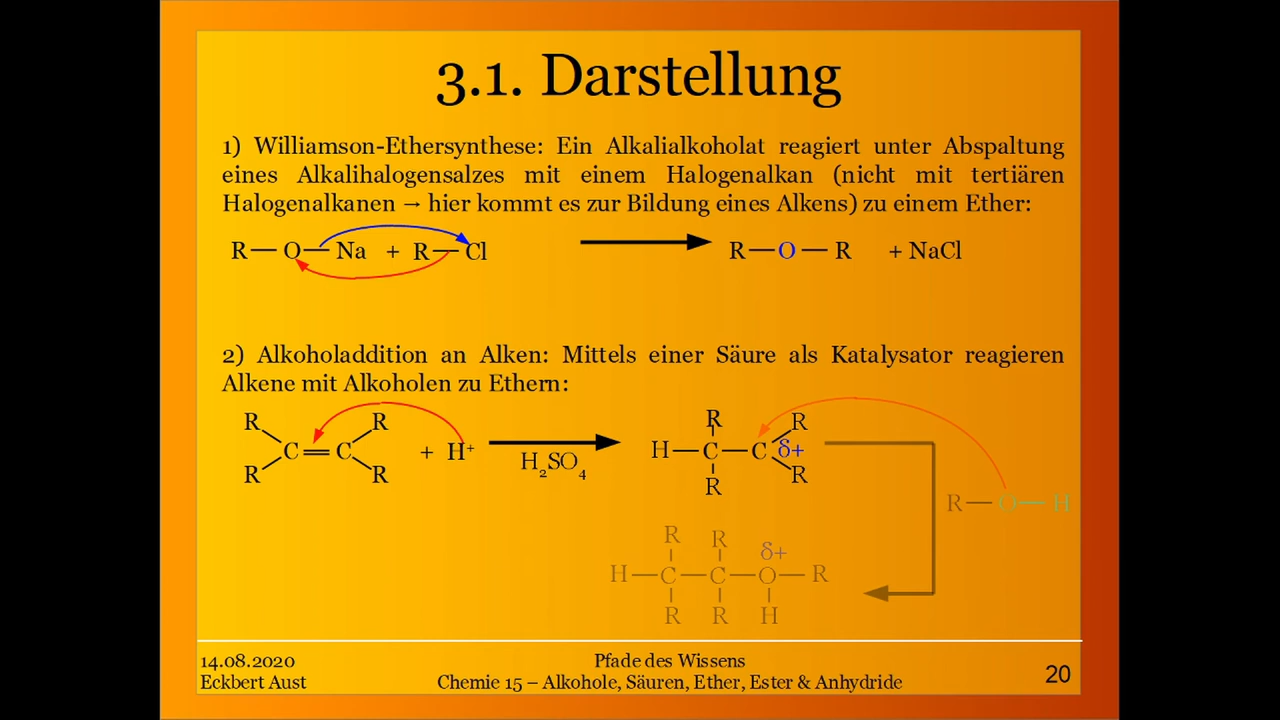 3.1. Darstellung
1) Williamson-Ethersynthese: Ein Alkalialkoholat reagiert unter Abspaltung
eines Alkalihalogensalzes mit einem Halogenalkan (nicht mit tertiären
Halogenalkanen → hier kommt es zur Bildung eines Alkens) zu einem Ether:
R — O — Na + R — Cl R — O — R + NaCl
2) Alkoholaddition an Alken: Mittels einer Säure als Katalysator reagieren
Alkene mit Alkoholen zu Ethern:
R R R R
C = C + H⁺ H — C — C δ+
H₂SO₄
R R R R
R — O — H
R R δ+
H — C — C — O — R
R R H
14.08.2020 Pfade des Wissens
Eckbert Aust Chemie 15 – Alkohole, Säuren, Ether, Ester & Anhydride 20